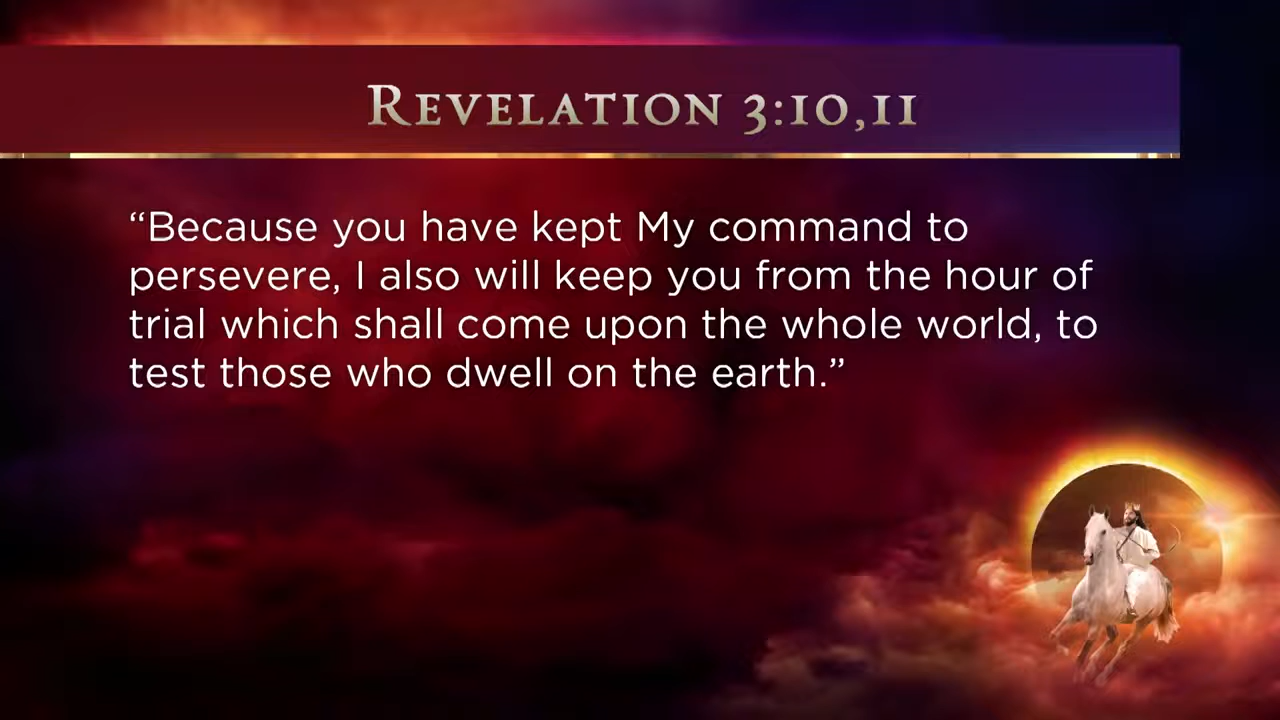 Revelation 3:10,11
“Because you have kept My command to
persevere, I also will keep you from the hour of
trial which shall come upon the whole world, to
test those who dwell on the earth.”